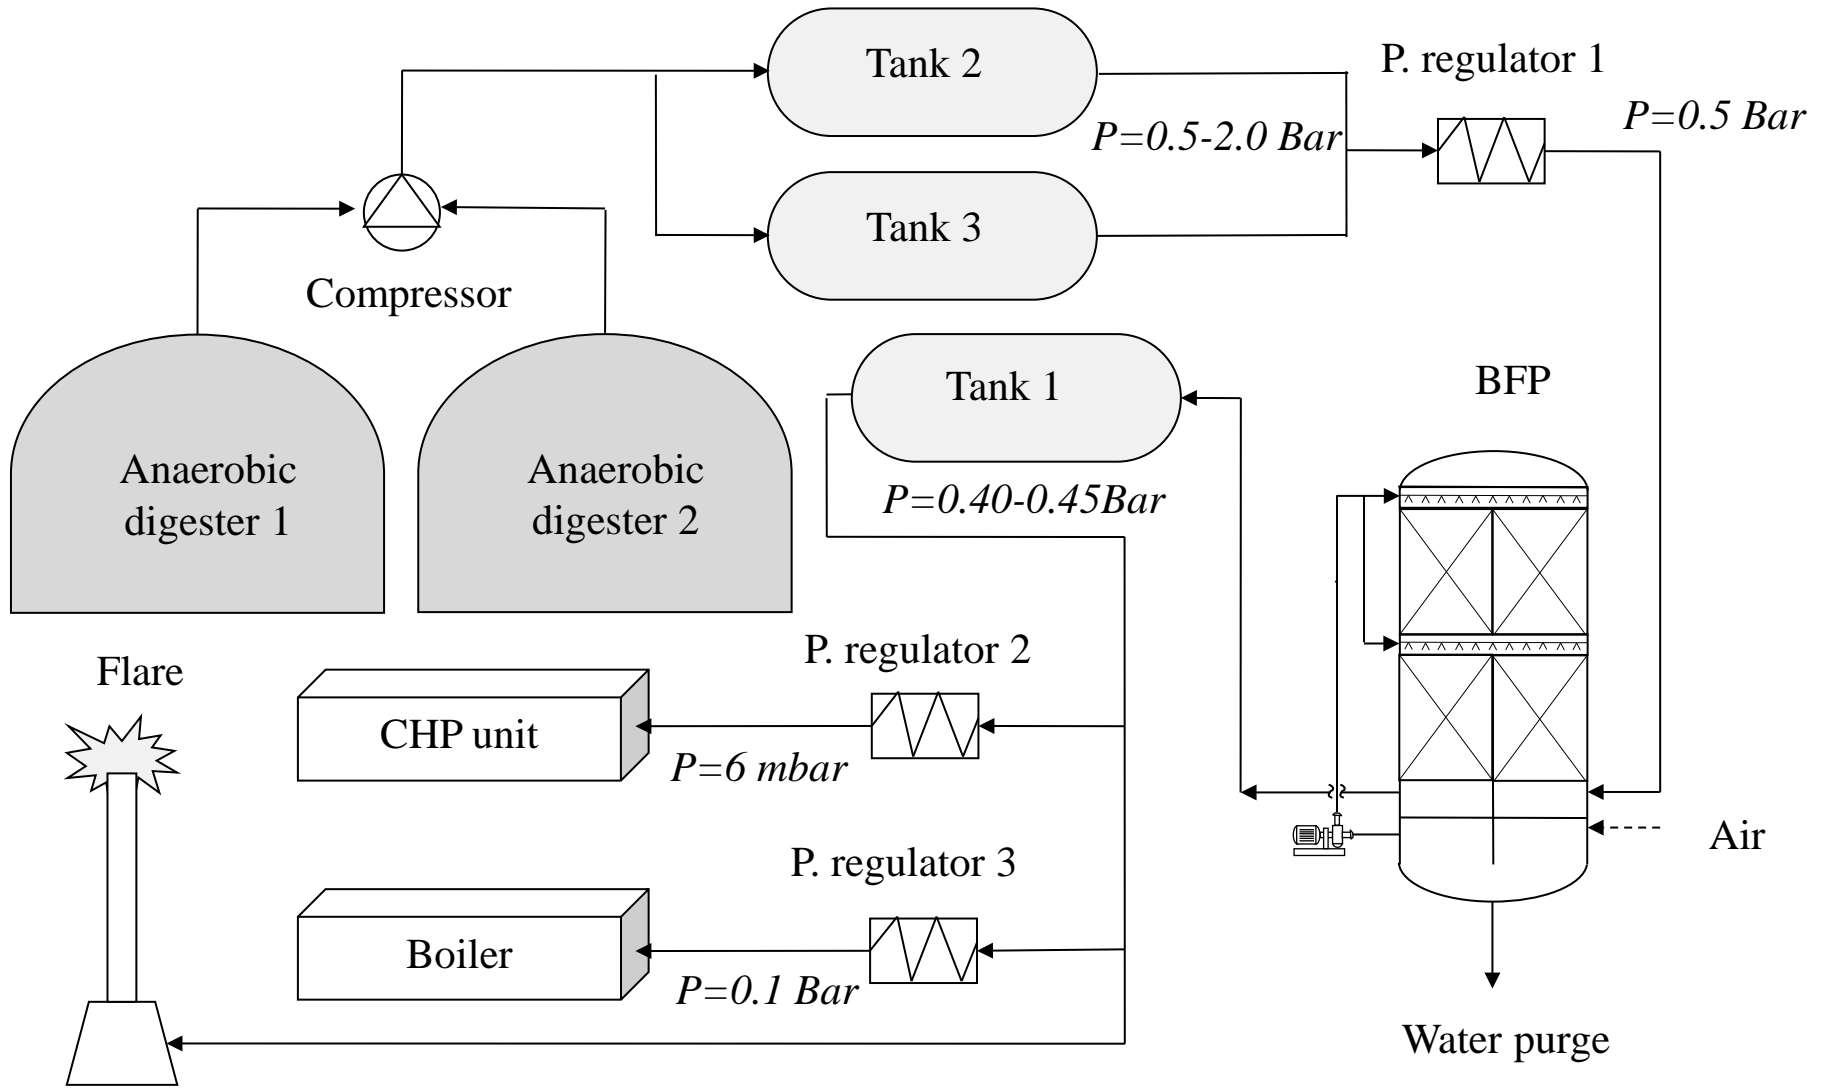 Tank 2
P. regulator 1
P=0.5 Bar
P=0.5-2.0 Bar
Tank 3
Compressor
Tank 1
BFP
Anaerobic
digester 1
Anaerobic
digester 2
P=0.40-0.45Bar
Flare
P. regulator 2
CHP unit
P=6 mbar
Air
P. regulator 3
Boiler
P=0.1 Bar
Water purge